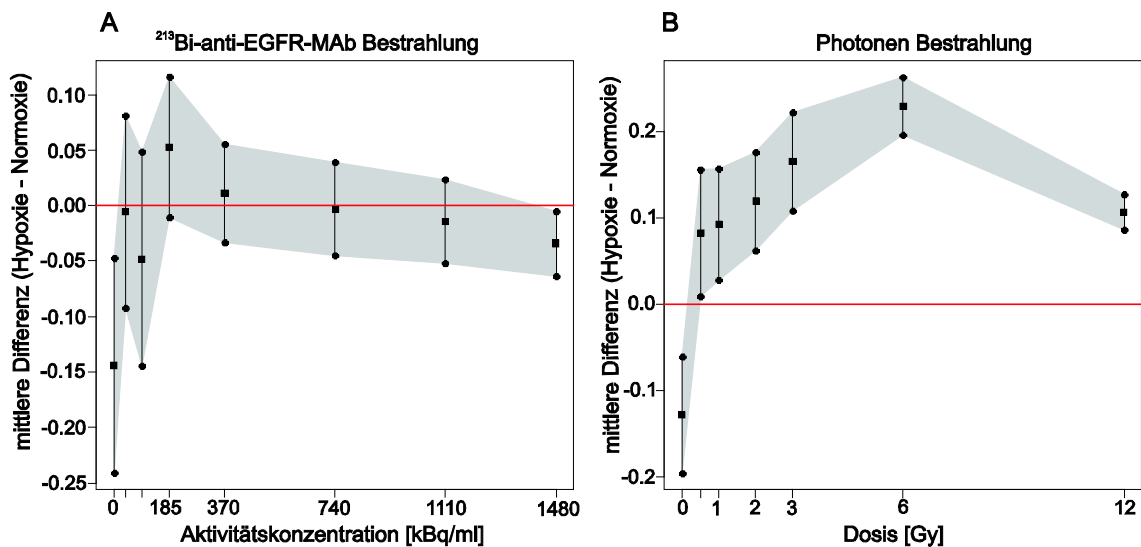 A
²¹³Bi-anti-EGFR-MAb Bestrahlung
mittlere Differenz (Hypoxie - Normoxie)
0.10
0.05
0.00
-0.05
-0.10
-0.15
-0.20
-0.25
0 185 370 740 1110 1480
Aktivitätskonzentration [kBq/ml]
B
Photonen Bestrahlung
mittlere Differenz (Hypoxie - Normoxie)
0.2
0.1
0.0
-0.1
-0.2
0 1 2 3 6 12
Dosis [Gy]